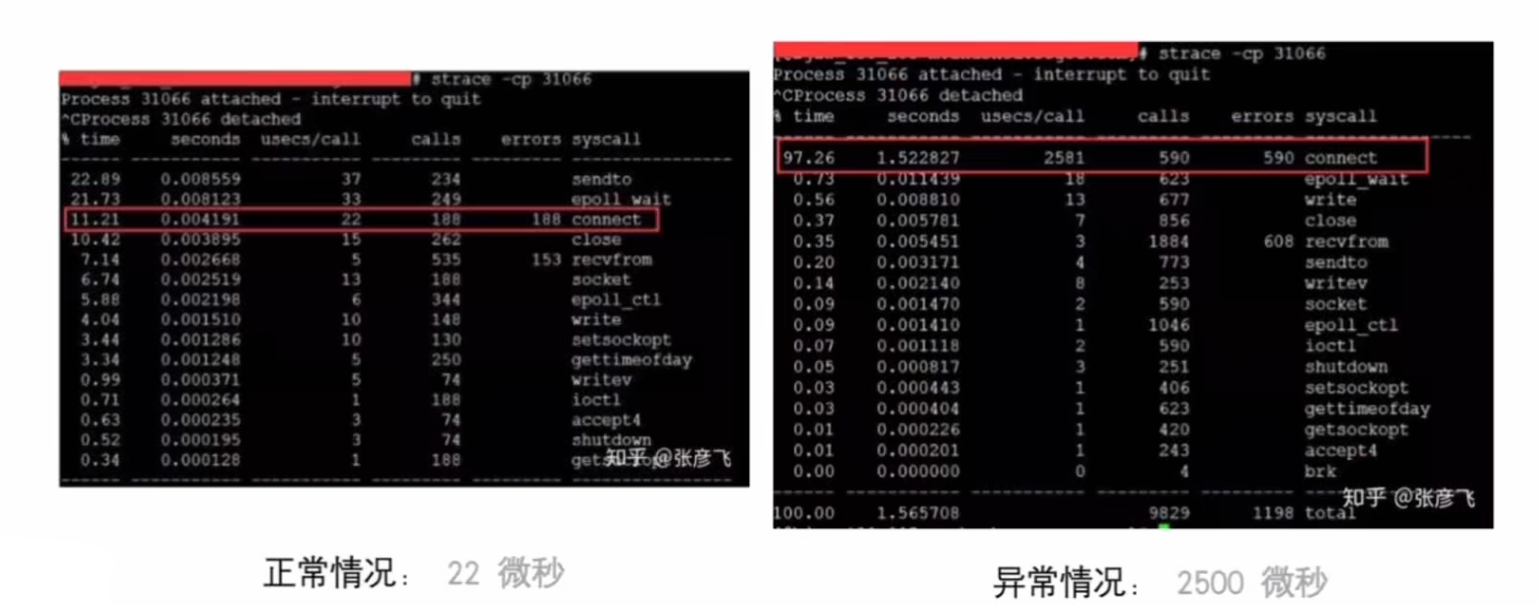 # strace -cp 31066
Process 31066 attached - interrupt to quit
^CProcess 31066 detached
% time seconds usecs/call calls errors syscall
------ ----------- ----------- --------- --------- ----------------
22.89 0.008559 37 234 sendto
21.73 0.008123 33 249 epoll_wait
11.21 0.004191 22 188 188 connect
10.42 0.003895 15 262 close
7.14 0.002668 5 535 153 recvfrom
6.74 0.002519 13 188 socket
5.88 0.002198 6 344 epoll_ctl
4.04 0.001510 10 148 write
3.44 0.001286 10 130 setsockopt
3.34 0.001248 5 250 gettimeofday
0.99 0.000371 5 74 writev
0.71 0.000264 1 188 ioctl
0.63 0.000235 3 74 accept4
0.52 0.000195 3 74 shutdown
0.34 0.000128 1 188 getsockopt
------ ----------- ----------- --------- --------- ----------------
知乎 @张彦飞
正常情况: 22 微秒
# strace -cp 31066
Process 31066 attached - interrupt to quit
^CProcess 31066 detached
% time seconds usecs/call calls errors syscall
------ ----------- ----------- --------- --------- ----------------
97.26 1.522827 2581 590 590 connect
0.73 0.011439 18 623 epoll_wait
0.56 0.008810 13 677 write
0.37 0.005781 7 856 close
0.35 0.005451 3 1884 608 recvfrom
0.20 0.003171 4 773 sendto
0.14 0.002140 8 253 writev
0.09 0.001470 2 590 socket
0.09 0.001410 1 1046 epoll_ctl
0.07 0.001118 2 590 ioctl
0.05 0.000817 3 251 shutdown
0.03 0.000443 1 406 setsockopt
0.03 0.000404 1 623 gettimeofday
0.01 0.000226 1 420 getsockopt
0.01 0.000201 1 243 accept4
0.00 0.000000 0 4 brk
------ ----------- ----------- --------- --------- ----------------
100.00 1.565708 9829 1198 total
知乎 @张彦飞
异常情况: 2500 微秒